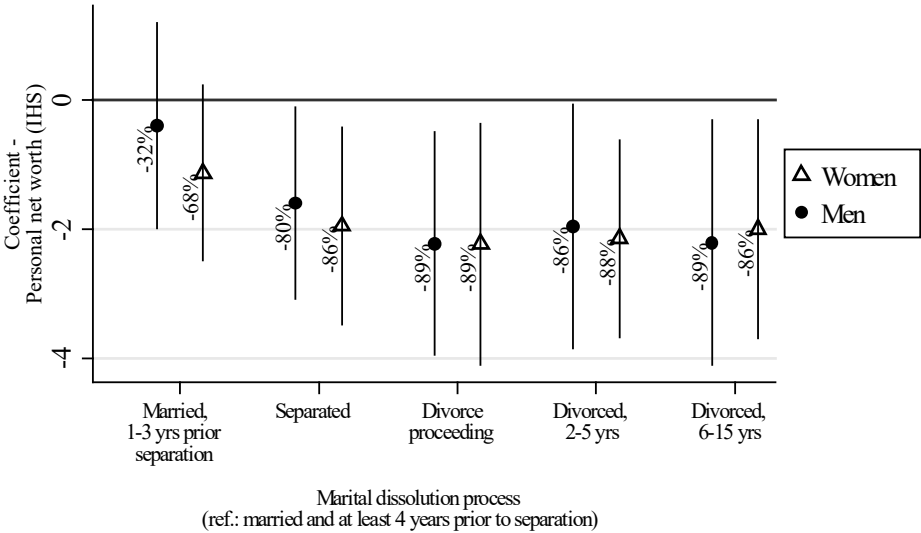 Coefficient -
Personal net worth (IHS)
0
-2
-4
-32%
-68%
-80%
-86%
-89%
-89%
-86%
-88%
-89%
-86%
Women
Men
Married,
1-3 yrs prior
separation
Separated
Divorce
proceeding
Divorced,
2-5 yrs
Divorced,
6-15 yrs
Marital dissolution process
(ref.: married and at least 4 years prior to separation)